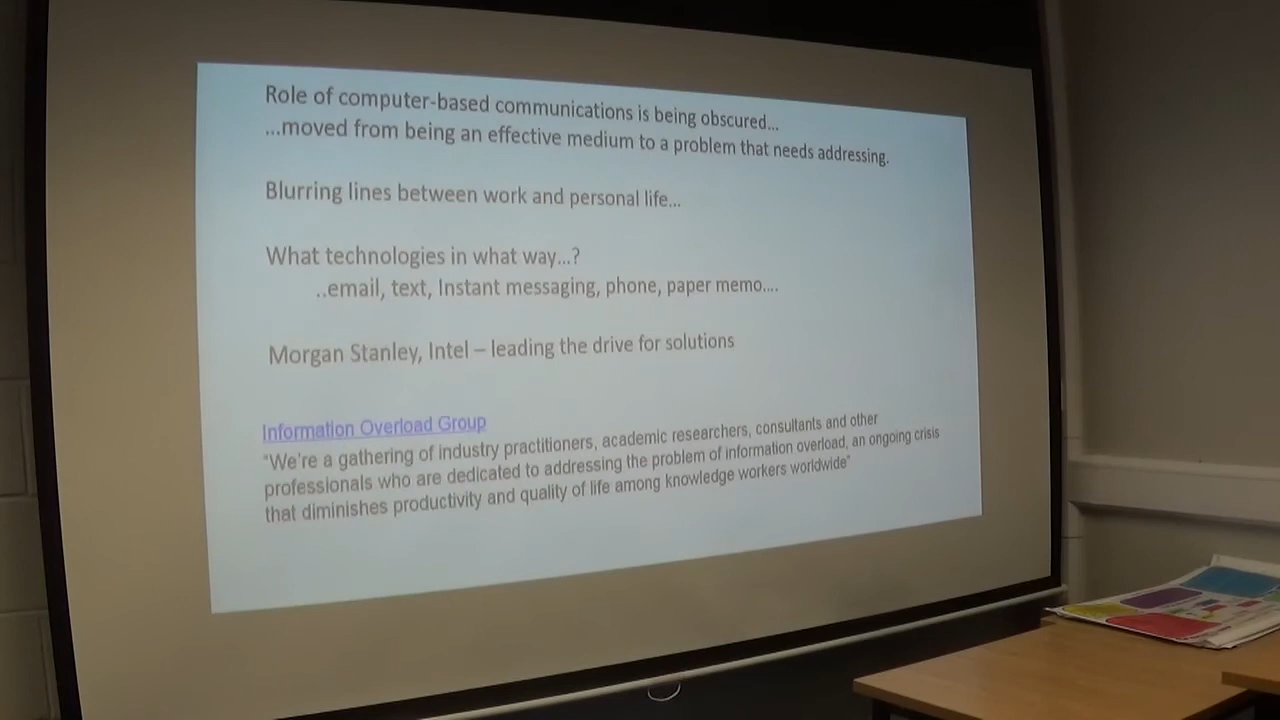 Role of computer-based communications is being obscured...
...moved from being an effective medium to a problem that needs addressing.
Blurring lines between work and personal life...
What technologies in what way...?
..email, text, Instant messaging, phone, paper memo....
Morgan Stanley, Intel – leading the drive for solutions
Information Overload Group
"We're a gathering of industry practitioners, academic researchers, consultants and other
professionals who are dedicated to addressing the problem of information overload, an ongoing crisis
that diminishes productivity and quality of life among knowledge workers worldwide"